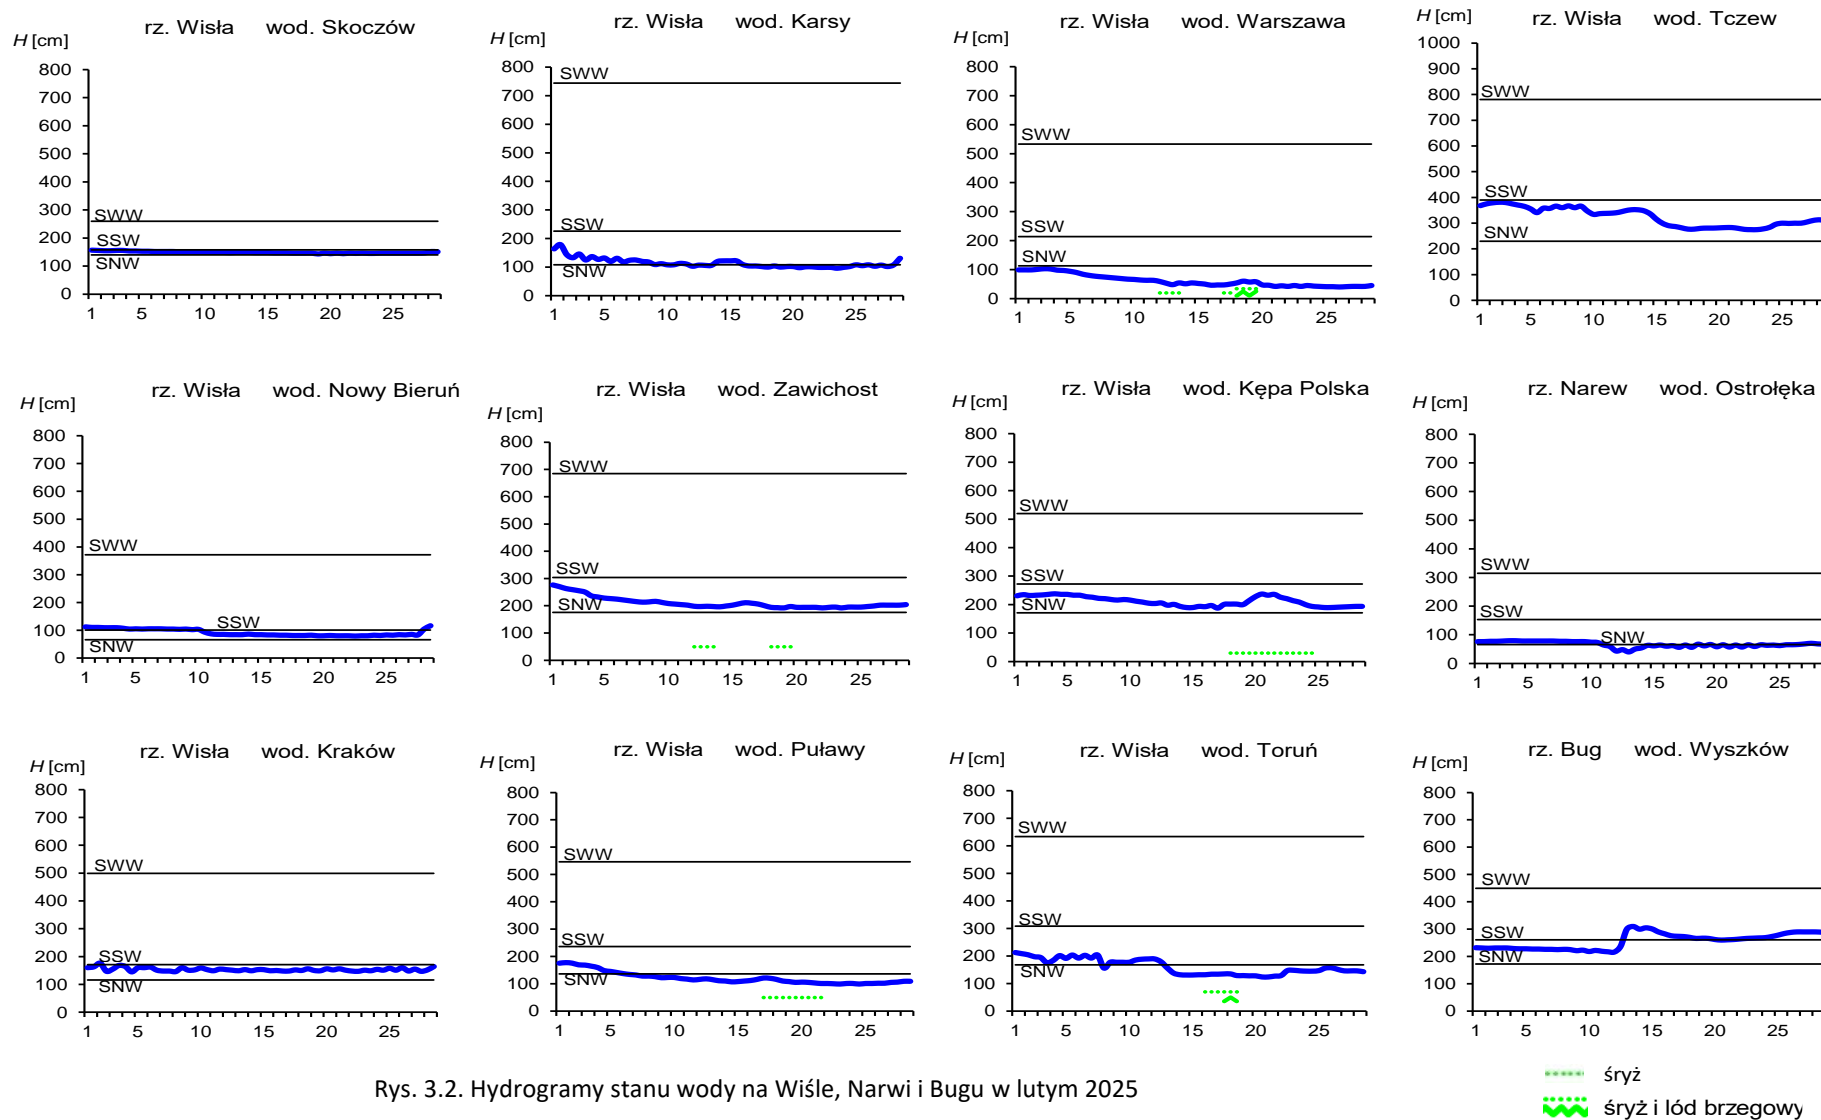 rz. Wisła wod. Skoczów
H [cm]
800
700
600
500
400
300
200
100
0
SWW
SSW
SNW
1 5 10 15 20 25
rz. Wisła wod. Karsy
H [cm]
800
700
600
500
400
300
200
100
0
SWW
SSW
SNW
1 5 10 15 20 25
rz. Wisła wod. Warszawa
H [cm]
800
700
600
500
400
300
200
100
0
SWW
SSW
SNW
1 5 10 15 20 25
rz. Wisła wod. Tczew
H [cm]
1000
900
800
700
600
500
400
300
200
100
0
SWW
SSW
SNW
1 5 10 15 20 25
rz. Wisła wod. Nowy Bieruń
H [cm]
800
700
600
500
400
300
200
100
0
SWW
SSW
SNW
1 5 10 15 20 25
rz. Wisła wod. Zawichost
H [cm]
800
700
600
500
400
300
200
100
0
SWW
SSW
SNW
1 5 10 15 20 25
rz. Wisła wod. Kępa Polska
H [cm]
800
700
600
500
400
300
200
100
0
SWW
SSW
SNW
1 5 10 15 20 25
rz. Narew wod. Ostrołęka
H [cm]
800
700
600
500
400
300
200
100
0
SWW
SSW
SNW
1 5 10 15 20 25
rz. Wisła wod. Kraków
H [cm]
800
700
600
500
400
300
200
100
0
SWW
SSW
SNW
1 5 10 15 20 25
rz. Wisła wod. Puławy
H [cm]
800
700
600
500
400
300
200
100
0
SWW
SSW
SNW
1 5 10 15 20 25
rz. Wisła wod. Toruń
H [cm]
800
700
600
500
400
300
200
100
0
SWW
SSW
SNW
1 5 10 15 20 25
rz. Bug wod. Wyszków
H [cm]
800
700
600
500
400
300
200
100
0
SWW
SSW
SNW
1 5 10 15 20 25
Rys. 3.2. Hydrogramy stanu wody na Wiśle, Narwi i Bugu w lutym 2025
śryż
śryż i lód brzegowy